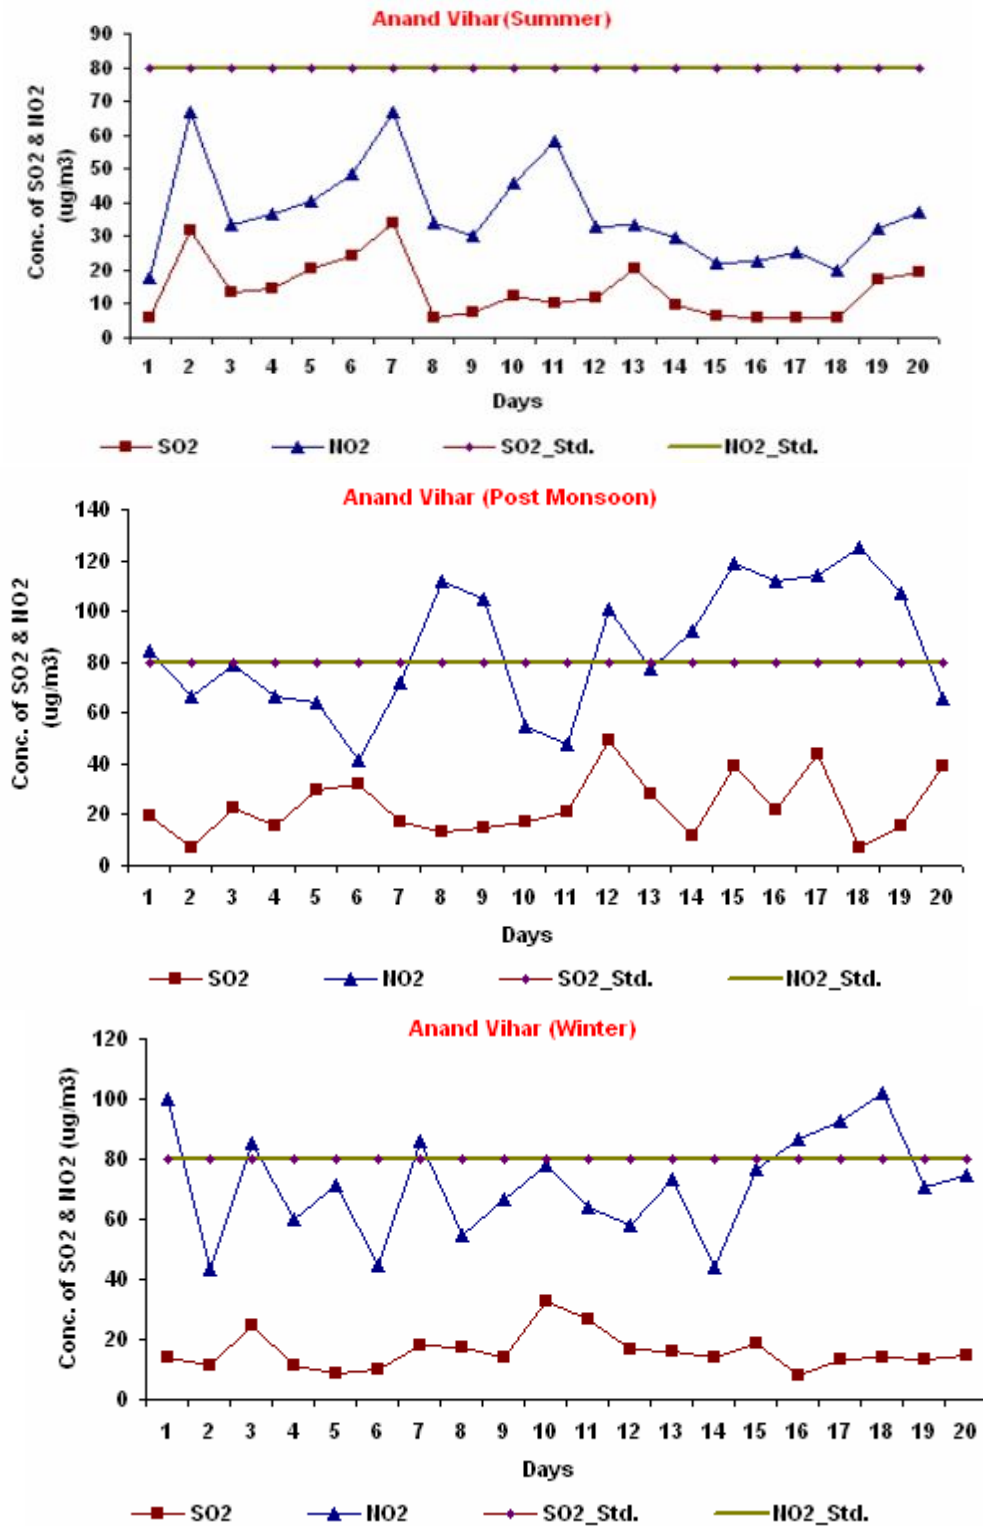 Anand Vihar(Summer)
Conc. of SO2 & NO2
(ug/m3)
90
80
70
60
50
40
30
20
10
0
1 2 3 4 5 6 7 8 9 10 11 12 13 14 15 16 17 18 19 20
Days
SO2 NO2 SO2_Std. NO2_Std.
Anand Vihar (Post Monsoon)
Conc. of SO2 & NO2
(ug/m3)
140
120
100
80
60
40
20
0
1 2 3 4 5 6 7 8 9 10 11 12 13 14 15 16 17 18 19 20
Days
SO2 NO2 SO2_Std. NO2_Std.
Anand Vihar (Winter)
Conc. of SO2 & NO2 (ug/m3)
120
100
80
60
40
20
0
1 2 3 4 5 6 7 8 9 10 11 12 13 14 15 16 17 18 19 20
Days
SO2 NO2 SO2_Std. NO2_Std.